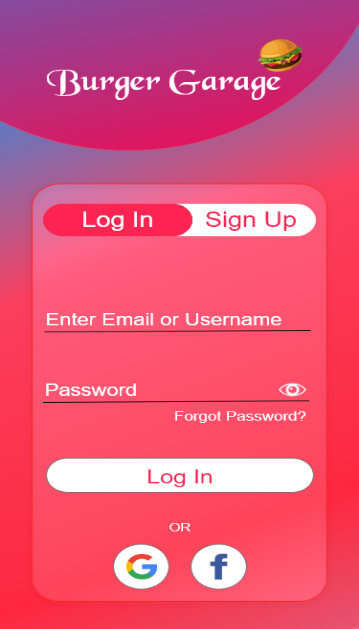 Burger Garage
Log In Sign Up
Enter Email or Username
Password
Forgot Password?
Log In
OR
G f